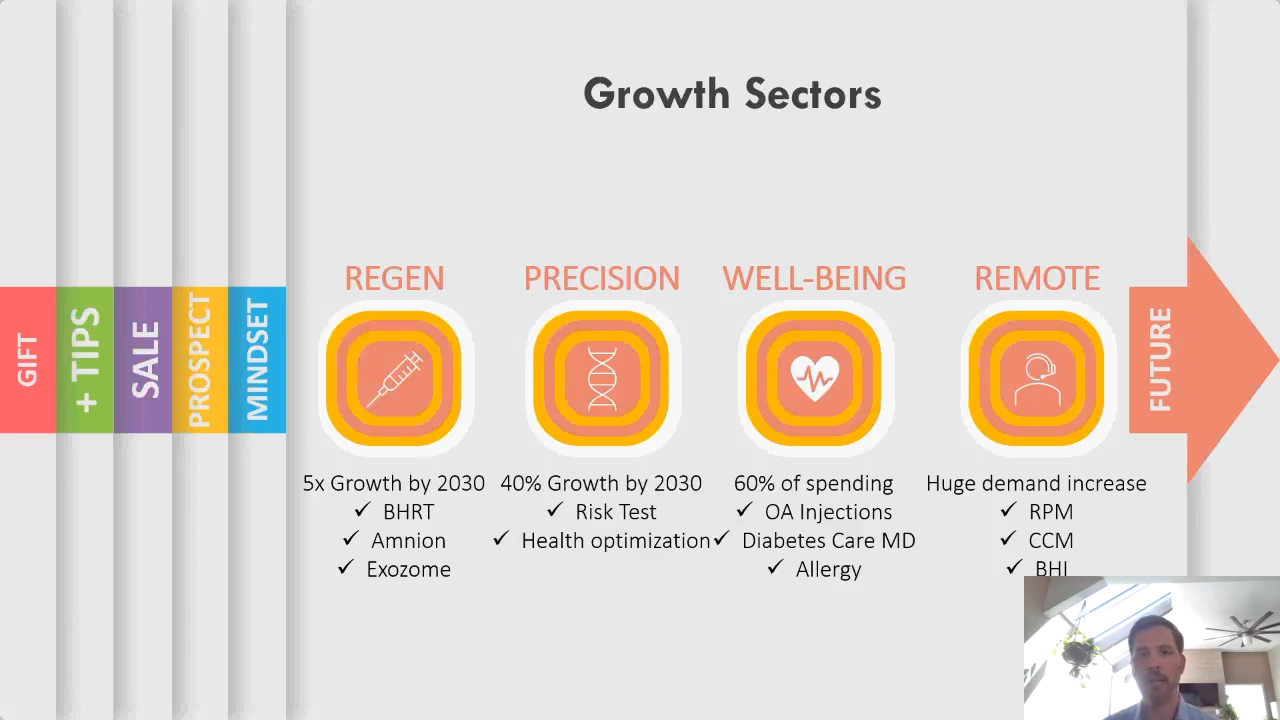 Growth Sectors
GIFT
+ TIPS
SALE
PROSPECT
MINDSET
REGEN
5x Growth by 2030
✓ BHRT
✓ Amnion
✓ Exozome
PRECISION
40% Growth by 2030
✓ Risk Test
✓ Health optimization
WELL-BEING
60% of spending
✓ OA Injections
✓ Diabetes Care MD
✓ Allergy
REMOTE
Huge demand increase
✓ RPM
✓ CCM
✓ BHI
FUTURE